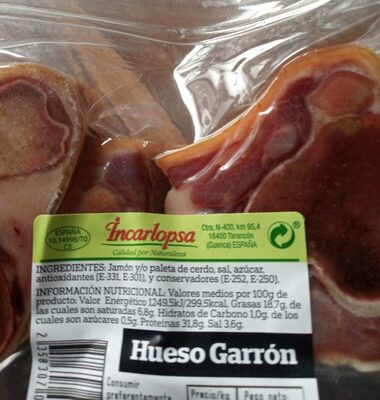 ESPAÑA
10.14998/TO
CE
Incarlopsa
Calidad por Naturaleza
Ctra. N-400, km 95,4
16400 Tarancón
(Cuenca) ESPAÑA
INGREDIENTES: Jamón y/o paleta de cerdo, sal, azúcar,
antioxidantes (E-331, E-301), y conservadores (E-252, E-250).
INFORMACIÓN NUTRICIONAL: Valores medios por 100g de
producto: Valor Energético 1249,5kJ/299,5kcal. Grasas 18,7g. de
las cuales son saturadas 6,8g. Hidratos de Carbono 1,0g. de los
cuales son azúcares 0,5g. Proteínas 31,8g. Sal 3,6g.
Hueso Garrón
Consumir
preferentemente
Precio/kg
Peso neto: